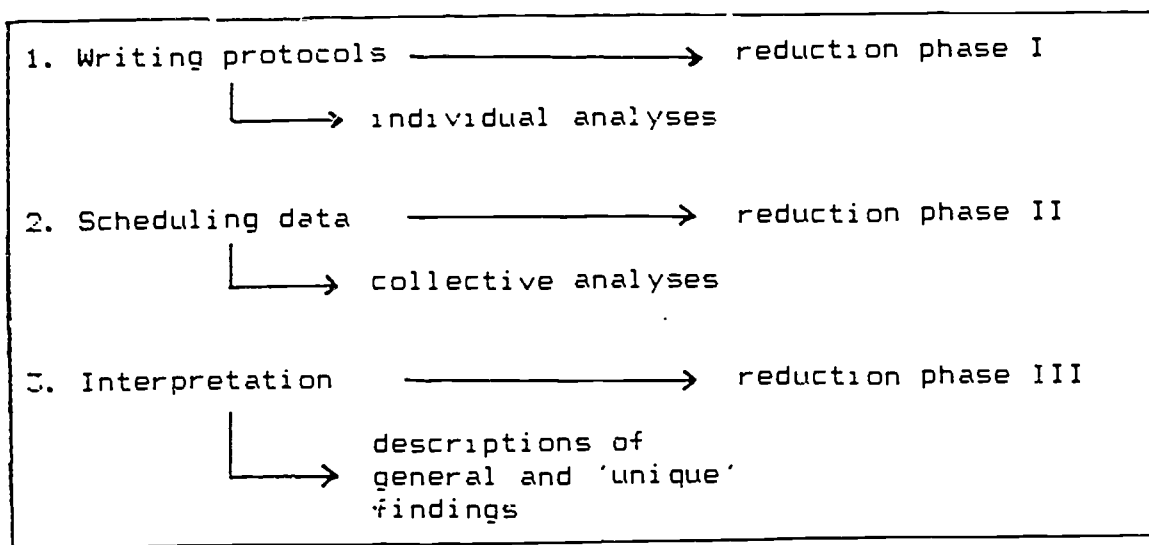 1. Writing protocols reduction phase I
individual analyses
2. Scheduling data reduction phase II
collective analyses
3. Interpretation reduction phase III
descriptions of
general and 'unique'
findings